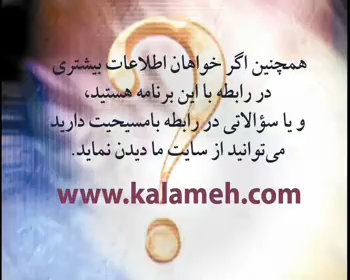 همچنین اگر خواهان اطلاعات بیشتری
در رابطه با این برنامه هستید،
و یا سؤالاتی در رابطه بامسیحیت دارید
می‌توانید از سایت ما دیدن نماید.
www.kalameh.com